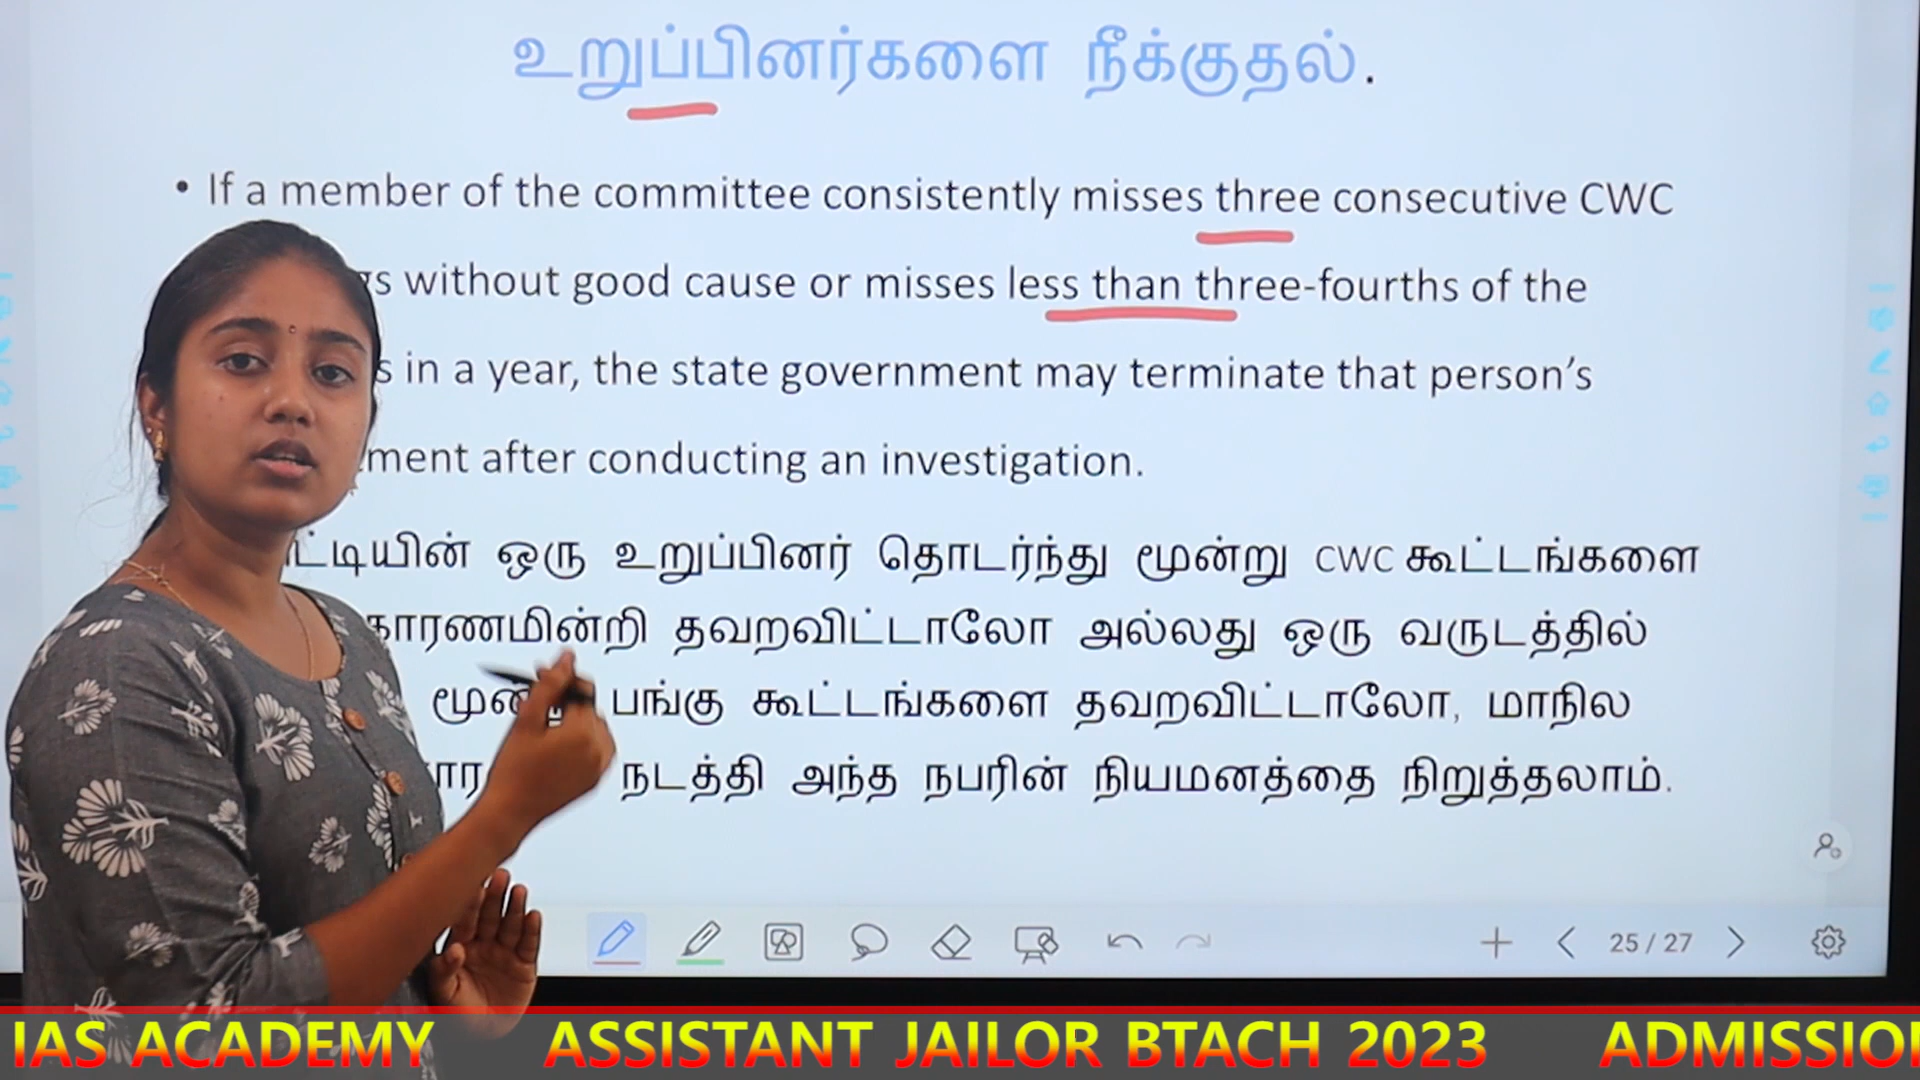 உறுப்பினர்களை நீக்குதல்.
• If a member of the committee consistently misses three consecutive CWC
without good cause or misses less than three-fourths of the
in a year, the state government may terminate that person's
after conducting an investigation.
ஒரு உறுப்பினர் தொடர்ந்து மூன்று CWC கூட்டங்களை
காரணமின்றி தவறவிட்டாலோ அல்லது ஒரு வருடத்தில்
பங்கு கூட்டங்களை தவறவிட்டாலோ, மாநில
நடத்தி அந்த நபரின் நியமனத்தை நிறுத்தலாம்.
25 / 27
IAS ACADEMY ASSISTANT JAILOR BTACH 2023